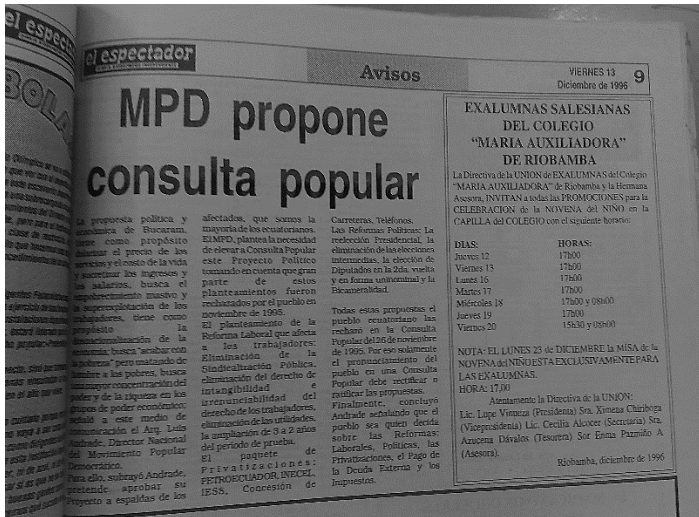 el espectador
Avisos
VIERNES 13
Diciembre de 1996
9
MPD propone
consulta popular
La propuesta política y
económica de Bucaram,
tiene como propósito
el precio de los
servicios y el costo de la vida
y sucretizar los ingresos y
los salarios, busca el
empobrecimiento masivo y
la superexplotación de los
trabajadores, tiene como
propósito la
de la
economía; busca "acabar con
la pobreza" pero matando de
hambre a los pobres, busca
mayor concentración del
poder y de la riqueza en los
grupos de poder económico;
a este medio de
comunicación el Arq. Luis
Andrade, Director Nacional
del Movimiento Popular
Democrático.
Para ello, subrayó Andrade,
pretende aprobar su
Proyecto a espaldas de los
afectados, que somos la
mayoría de los ecuatorianos.
El MPD, plantea la necesidad
de elevar a Consulta Popular
este Proyecto Político
tomando en cuenta que gran
parte de estos
planteamientos fueron
rechazados por el pueblo en
noviembre de 1995.
El planteamiento de la
Reforma Laboral que afecta
a los trabajadores:
Eliminación de la
Sindicalización Pública,
eliminación del derecho de
intangibilidad e
irrenunciabilidad del
derecho de los trabajadores,
eliminación de las utilidades,
la ampliación de 3 a 2 años
del período de prueba.
El paquete de
Privatizaciones:
PETROECUADOR, INECEL,
IESS, Concesión de
Carreteras, Teléfonos.
Las Reformas Políticas: La
reelección Presidencial, la
eliminación de las elecciones
intermedias, la elección de
Diputados en la 2da. vuelta
y en forma uninominal y la
Bicameralidad.
Todas estas propuestas el
pueblo ecuatoriano las
rechazó en la Consulta
Popular del 26 de noviembre
de 1995. Por eso solamente
el pronunciamiento del
pueblo en una Consulta
Popular debe rectificar o
ratificar las propuestas.
Finalmente, concluyó
Andrade señalando que el
pueblo sea quien decida
sobre las Reformas:
Laborales, Políticas, las
Privatizaciones, el Pago de
la Deuda Externa y los
Impuestos.
EXALUMNAS SALESIANAS
DEL COLEGIO
"MARIA AUXILIADORA"
DE RIOBAMBA
La Directiva de la UNION de EXALUMNAS del Colegio
"MARIA AUXILIADORA" de Riobamba y la Hermana
Asesora, INVITAN a todas las PROMOCIONES para la
CELEBRACION de la NOVENA del NIÑO en la
CAPILLA del COLEGIO con el siguiente horario:
DIAS: HORAS:
Jueves 12 17h00
Viernes 13 17h00
Lunes 16 17h00
Martes 17 17h00
Miércoles 18 17h00 y 08h00
Jueves 19 17h00
Viernes 20 15h30 y 08h00
NOTA: EL LUNES 23 DE DICIEMBRE LA MISA de la
NOVENA del NIÑO ESTA EXCLUSIVAMENTE PARA
LAS EXALUMNAS.
HORA: 17,00
Atentamente: la Directiva de la UNION:
Lic. Lupe Vinueza (Presidenta) Sra. Ximena Chiriboga
(Vicepresidenta) Lic. Cecilia Alcocer (Secretaria) Sra.
Azucena Dávalos (Tesorera) Sor Enma Pazmiño A
(Asesora).
Riobamba, diciembre de 1996